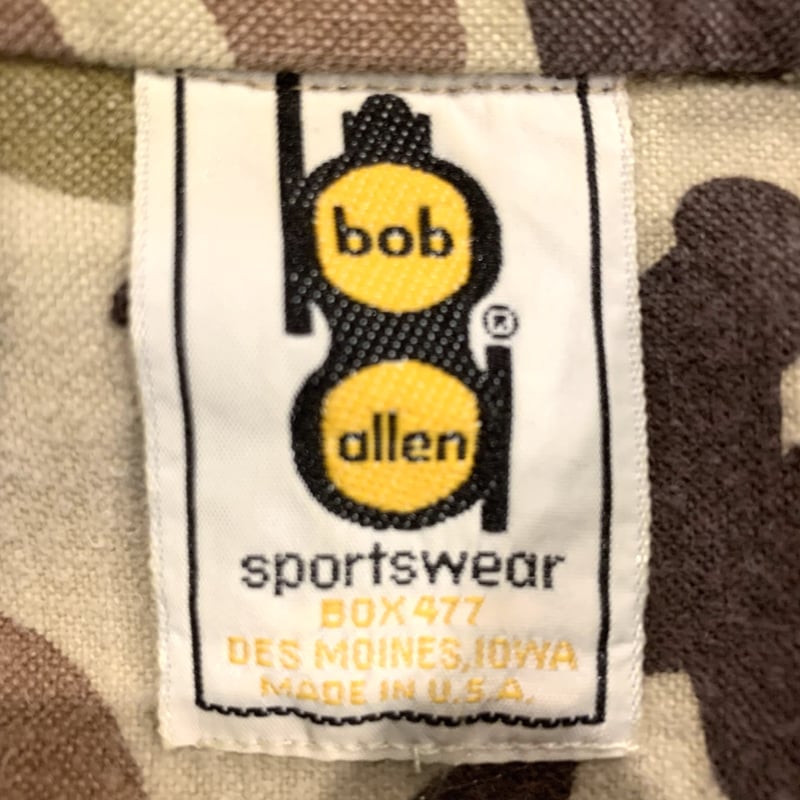 bob
®
allen
sportswear
BOX 477
DES MOINES, IOWA
MADE IN U.S.A.